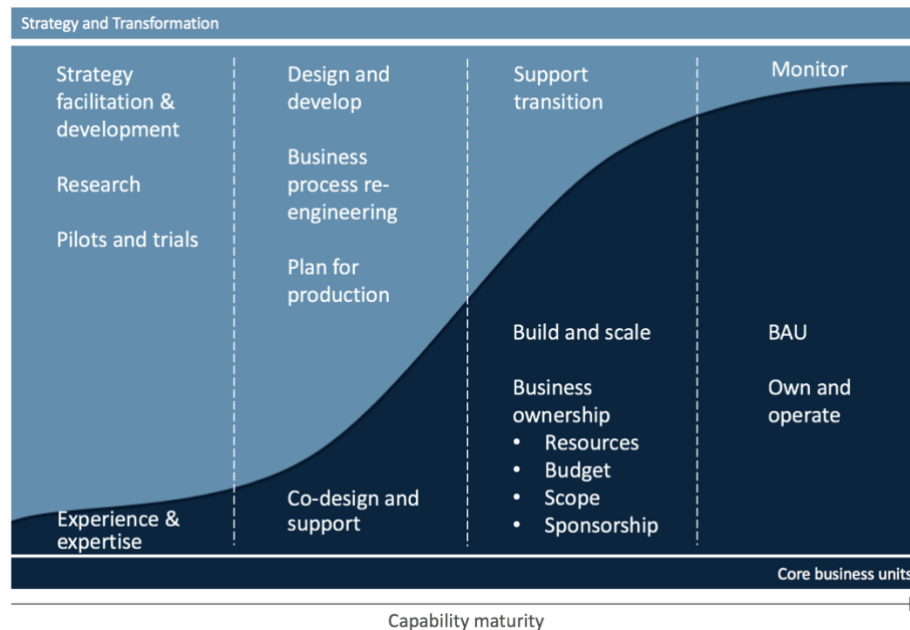 Strategy and Transformation
Strategy
facilitation &
development
Research
Pilots and trials
Experience &
expertise
Design and
develop
Business
process re-
engineering
Plan for
production
Co-design and
support
Support
transition
Build and scale
Business
ownership
• Resources
• Budget
• Scope
• Sponsorship
Monitor
BAU
Own and
operate
Core business units
Capability maturity